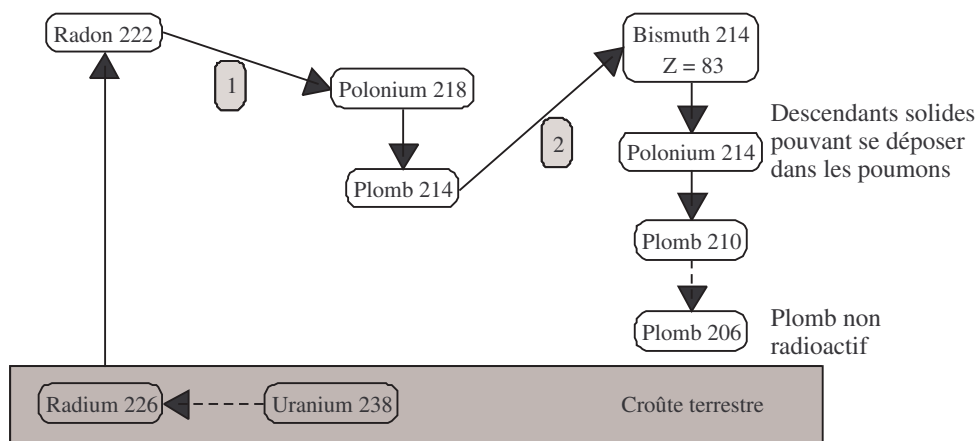 Radon 222
1
Polonium 218
Plomb 214
2
Bismuth 214
Z = 83
Polonium 214
Descendants solides
pouvant se déposer
dans les poumons
Plomb 210
Plomb 206
Plomb non
radioactif
Radium 226
Uranium 238
Croûte terrestre